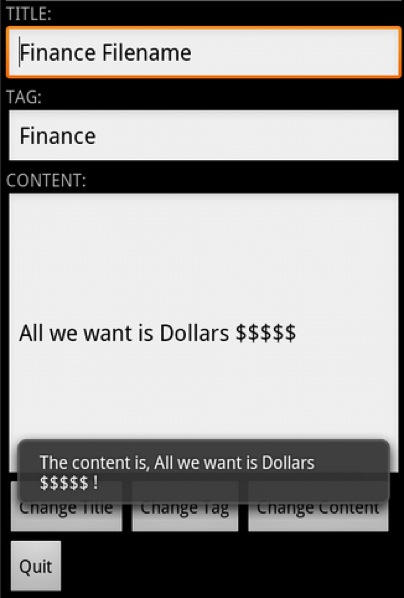 TITLE:
Finance Filename
TAG:
Finance
CONTENT:
All we want is Dollars $$$$$
The content is, All we want is Dollars
$$$$$ !
Change Title Change Tag Change Content
Quit